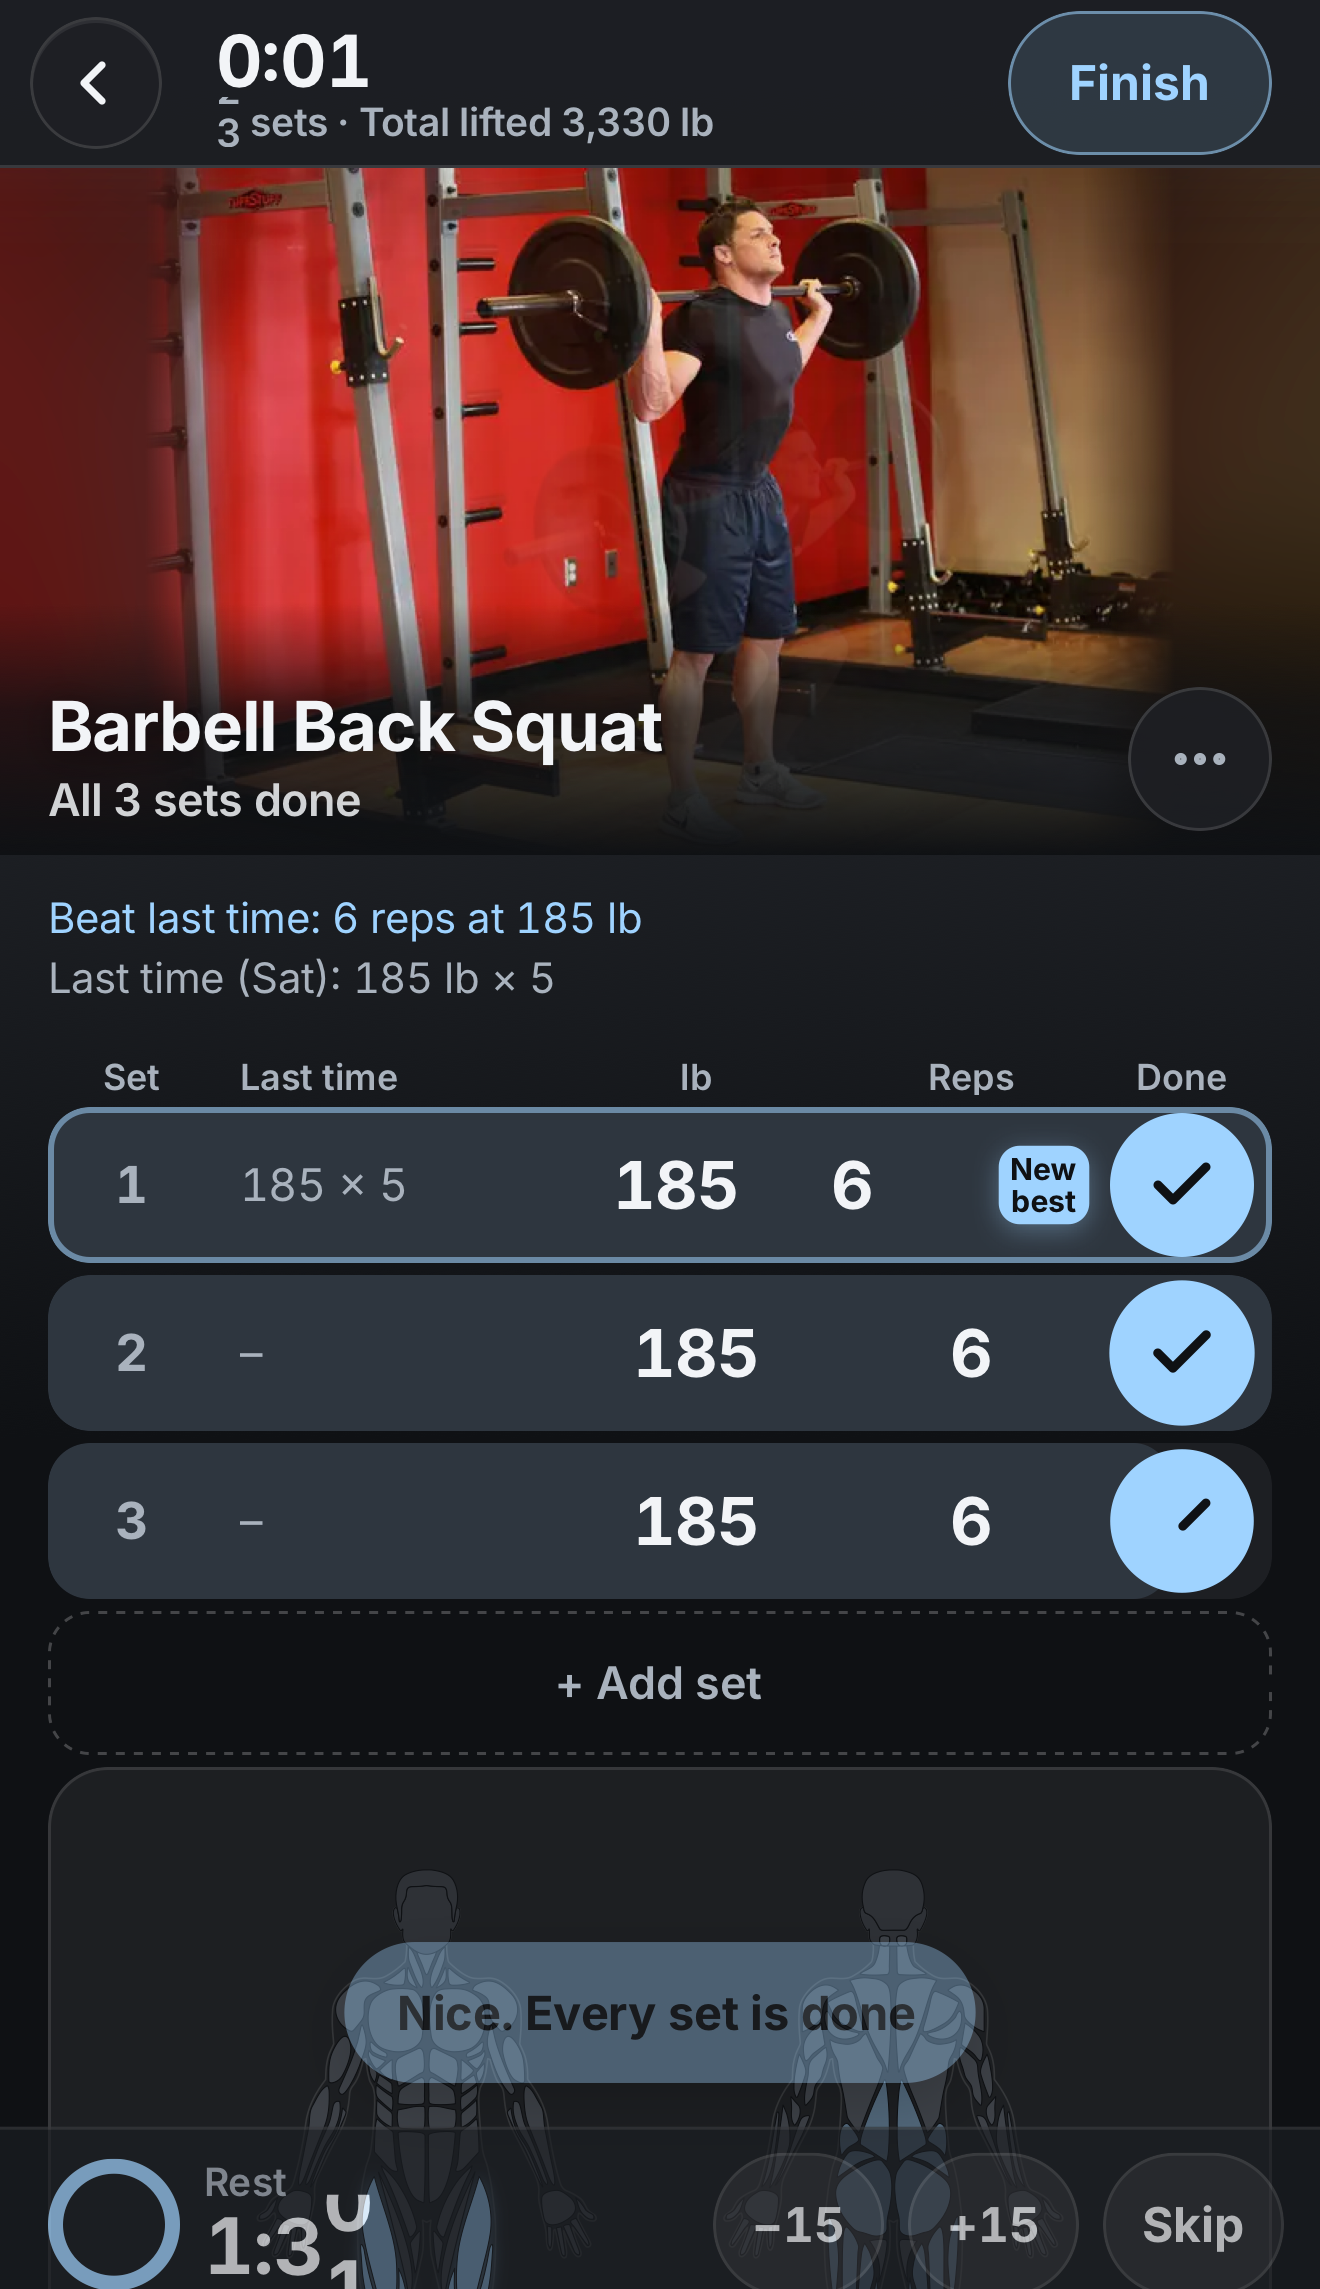 0:01
Finish
3 sets · Total lifted 3,330 lb
Barbell Back Squat
All 3 sets done
Beat last time: 6 reps at 185 lb
Last time (Sat): 185 lb × 5
Set Last time lb Reps Done
1 185 × 5 185 6 New best
2 – 185 6
3 – 185 6
+ Add set
Nice. Every set is done
Rest
1:3
−15 +15 Skip